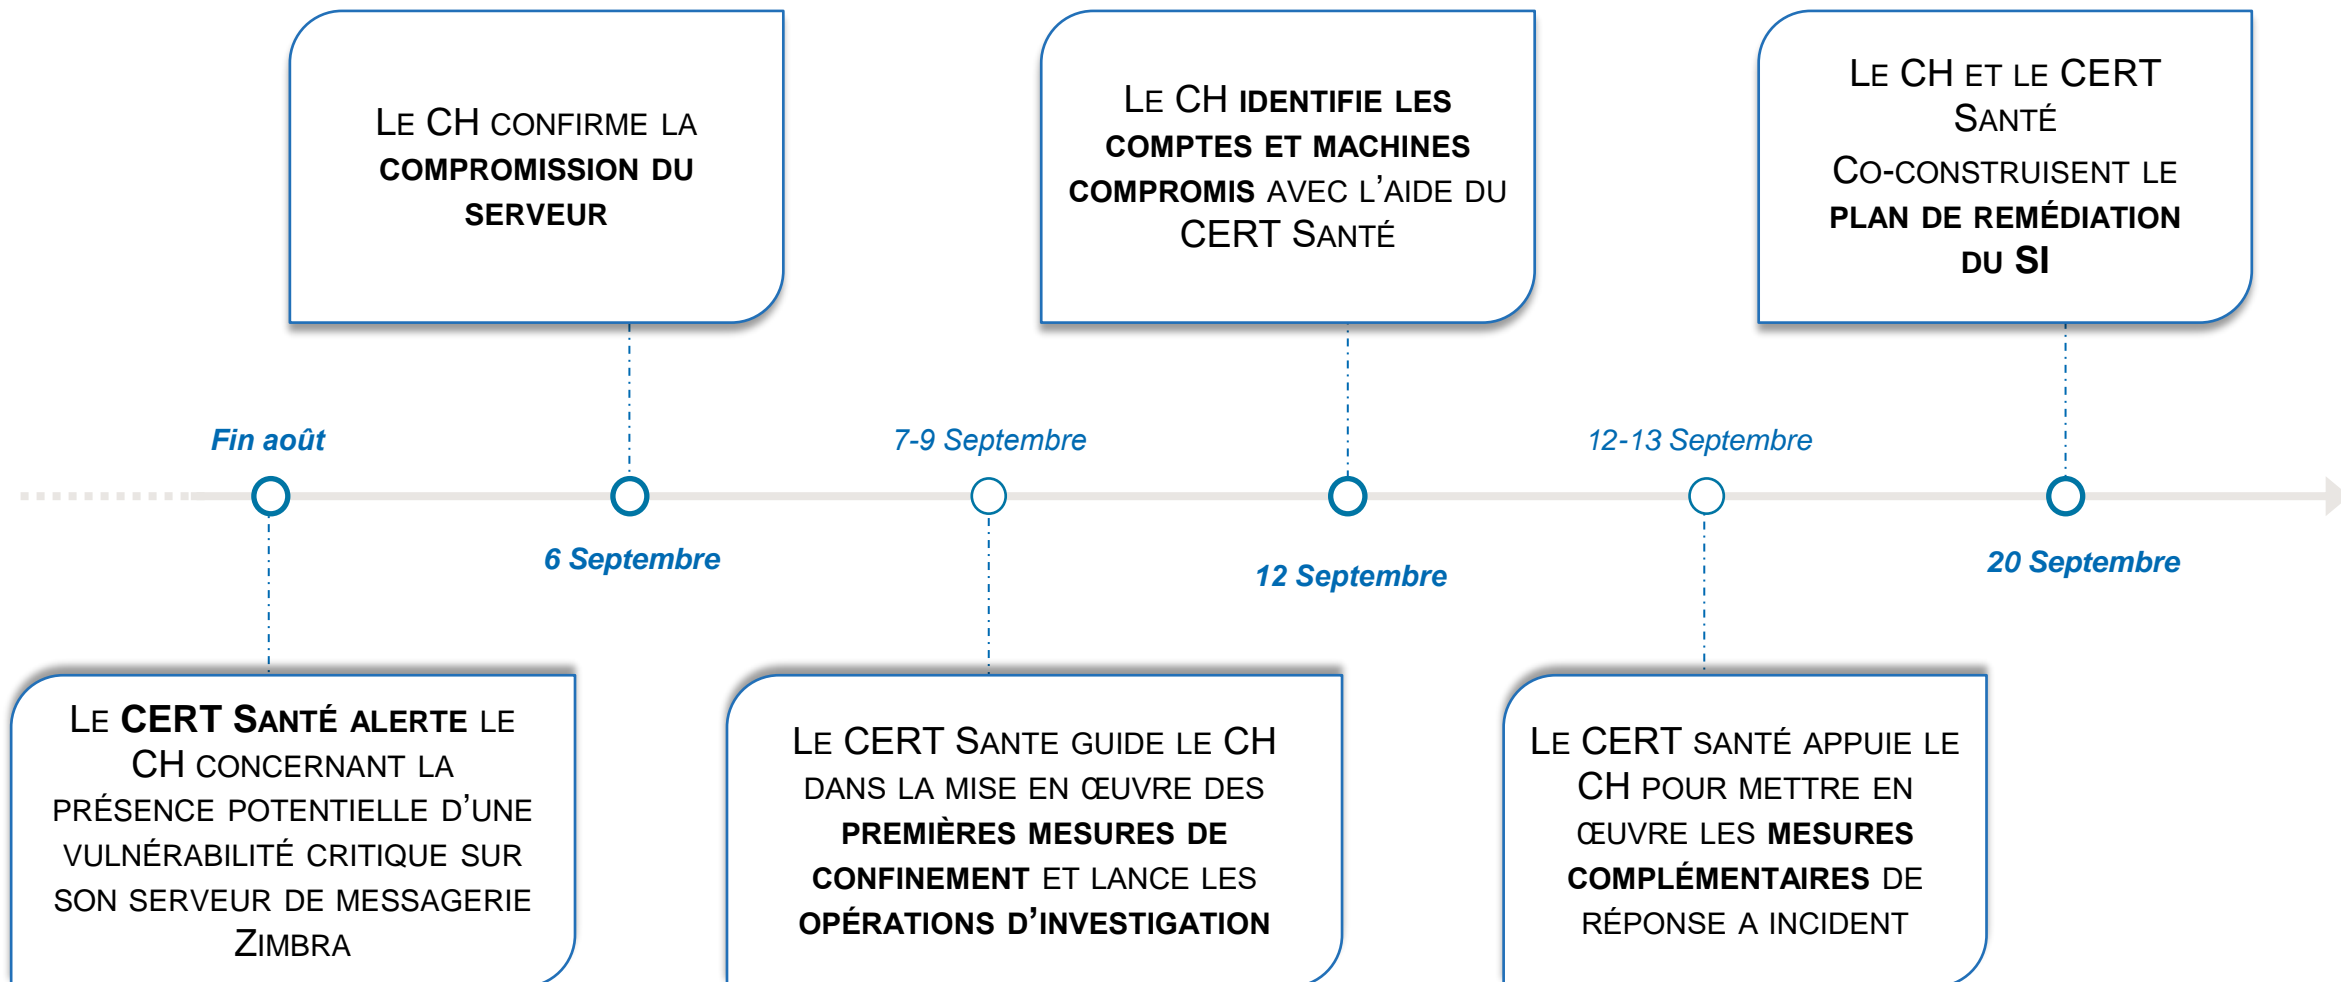 Le CH confirme la
compromission du
serveur
Le CH identifie les
comptes et machines
compromis avec l’aide du
CERT Santé
Le CH et le CERT
Santé
Co-construisent le
plan de remédiation
du SI
Fin août
7-9 Septembre
12-13 Septembre
6 Septembre
12 Septembre
20 Septembre
Le CERT Santé alerte le
CH concernant la
présence potentielle d’une
vulnérabilité critique sur
son serveur de messagerie
Zimbra
Le CERT Sante guide le CH
dans la mise en œuvre des
premières mesures de
confinement et lance les
opérations d’investigation
Le CERT santé appuie le
CH pour mettre en
œuvre les mesures
complémentaires de
réponse a incident